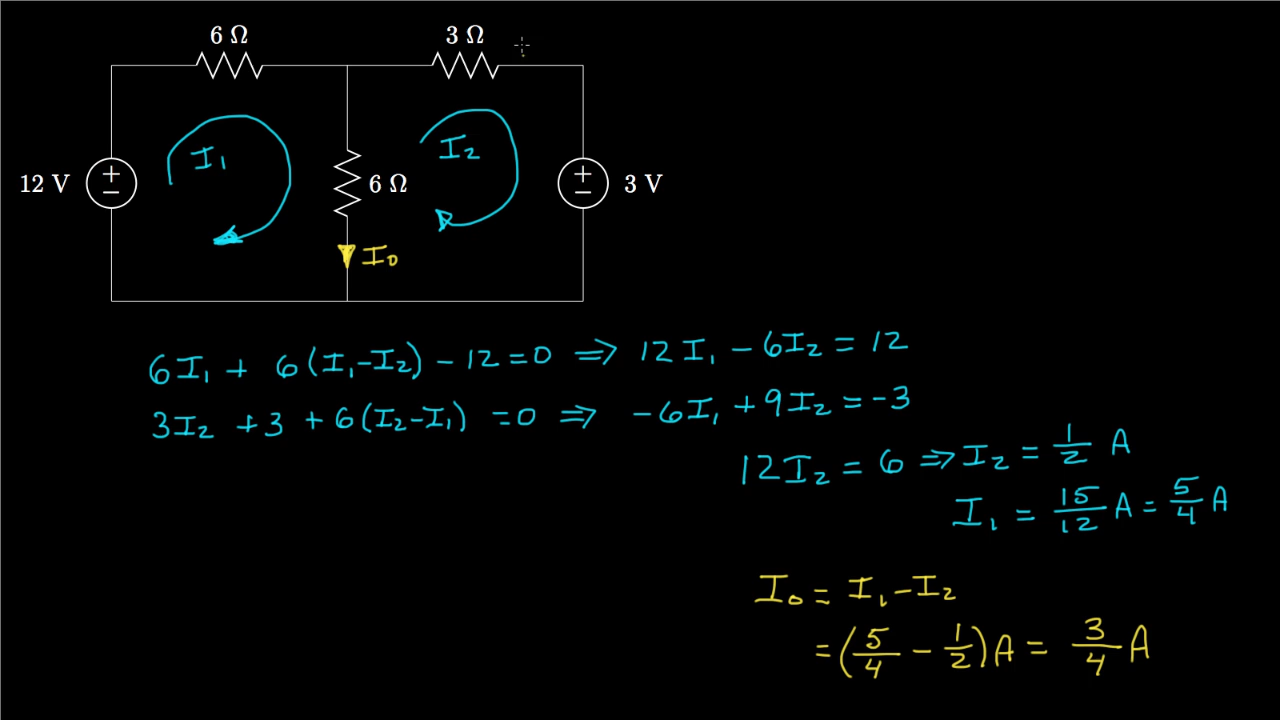 6 Ω 3 Ω
I₁ I₂
12 V + − 6 Ω + − 3 V
I₀
6I₁ + 6(I₁-I₂) - 12 = 0 ⇒ 12I₁ - 6I₂ = 12
3I₂ + 3 + 6(I₂-I₁) = 0 ⇒ -6I₁ + 9I₂ = -3
12I₂ = 6 ⇒ I₂ = 1/2 A
I₁ = 15/12 A = 5/4 A
I₀ = I₁ - I₂
= (5/4 - 1/2)A = 3/4 A